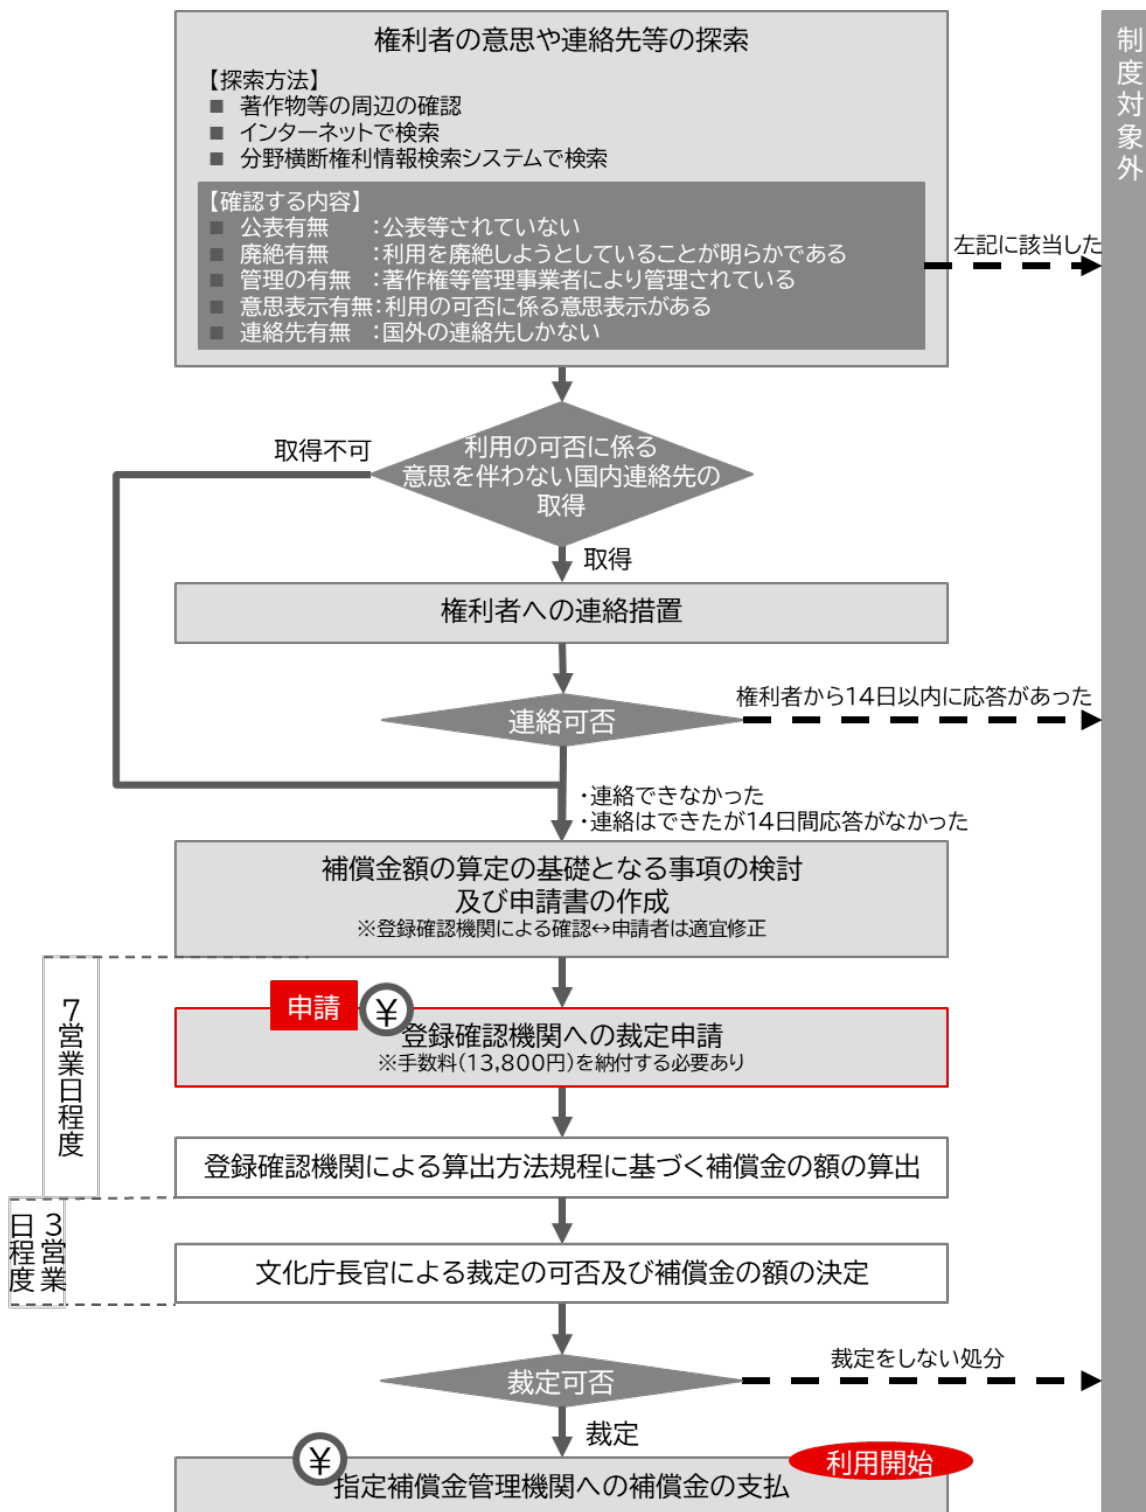 権利者の意思や連絡先等の探索
【探索方法】
■ 著作物等の周辺の確認
■ インターネットで検索
■ 分野横断権利情報検索システムで検索
【確認する内容】
■ 公表有無 :公表等されていない
■ 廃絶有無 :利用を廃絶しようとしていることが明らかである
■ 管理の有無 :著作権等管理事業者により管理されている
■ 意思表示有無:利用の可否に係る意思表示がある
■ 連絡先有無 :国外の連絡先しかない
左記に該当した
制度対象外
利用の可否に係る
意思を伴わない国内連絡先の
取得
取得不可
取得
権利者への連絡措置
連絡可否
権利者から14日以内に応答があった
・連絡できなかった
・連絡はできたが14日間応答がなかった
補償金額の算定の基礎となる事項の検討
及び申請書の作成
※登録確認機関による確認↔申請者は適宜修正
7営業日程度
申請
¥
登録確認機関への裁定申請
※手数料(13,800円)を納付する必要あり
登録確認機関による算出方法規程に基づく補償金の額の算出
3営業
日程度
文化庁長官による裁定の可否及び補償金の額の決定
裁定可否
裁定をしない処分
裁定
¥
利用開始
指定補償金管理機関への補償金の支払